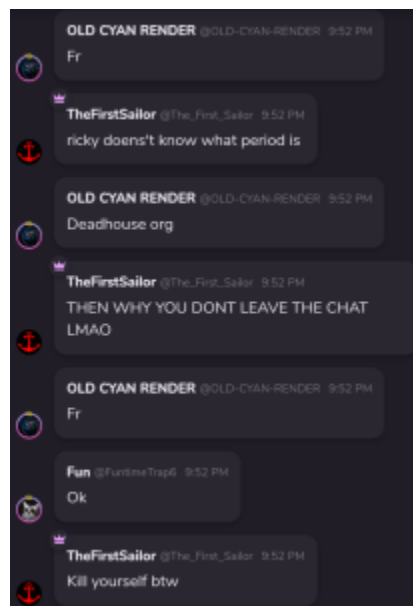 OLD CYAN RENDER @OLD-CYAN-RENDER 9:52 PM
Fr
TheFirstSailor @The_First_Sailor 9:52 PM
ricky doens't know what period is
OLD CYAN RENDER @OLD-CYAN-RENDER 9:52 PM
Deadhouse org
TheFirstSailor @The_First_Sailor 9:52 PM
THEN WHY YOU DONT LEAVE THE CHAT
LMAO
OLD CYAN RENDER @OLD-CYAN-RENDER 9:52 PM
Fr
Fun @FuntimeTrap6 9:52 PM
Ok
TheFirstSailor @The_First_Sailor 9:52 PM
Kill yourself btw